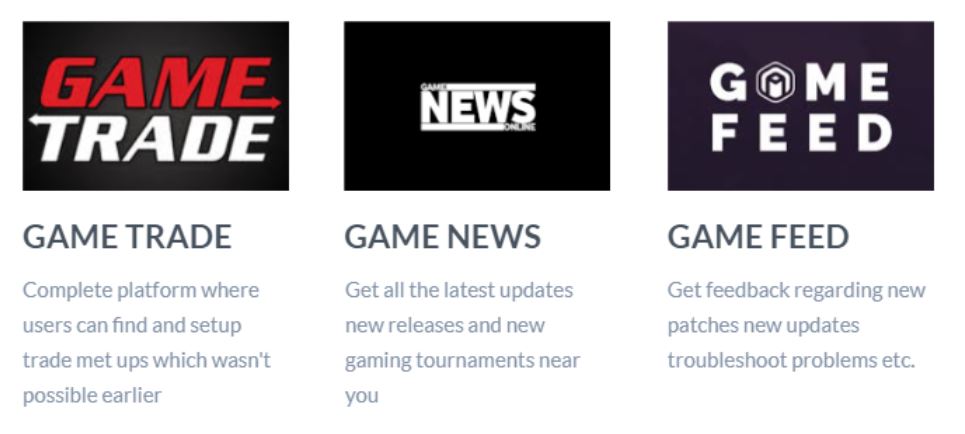 GAME
TRADE
GAME
NEWS
ONLINE
GAME
FEED
GAME TRADE
Complete platform where
users can find and setup
trade met ups which wasn't
possible earlier
GAME NEWS
Get all the latest updates
new releases and new
gaming tournaments near
you
GAME FEED
Get feedback regarding new
patches new updates
troubleshoot problems etc.